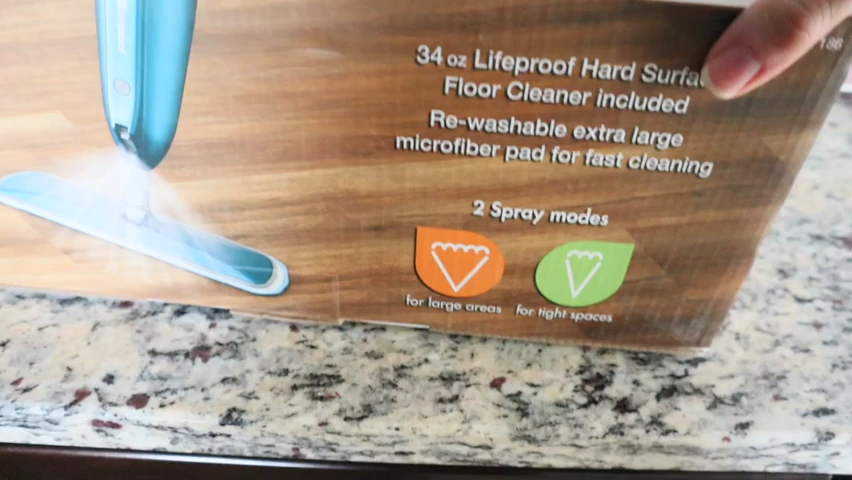 34 oz Lifeproof Hard
Floor Cleaner included
Re-washable extra large
microfiber pad for fast cleaning
2 Spray modes
for large areas
for tight spaces